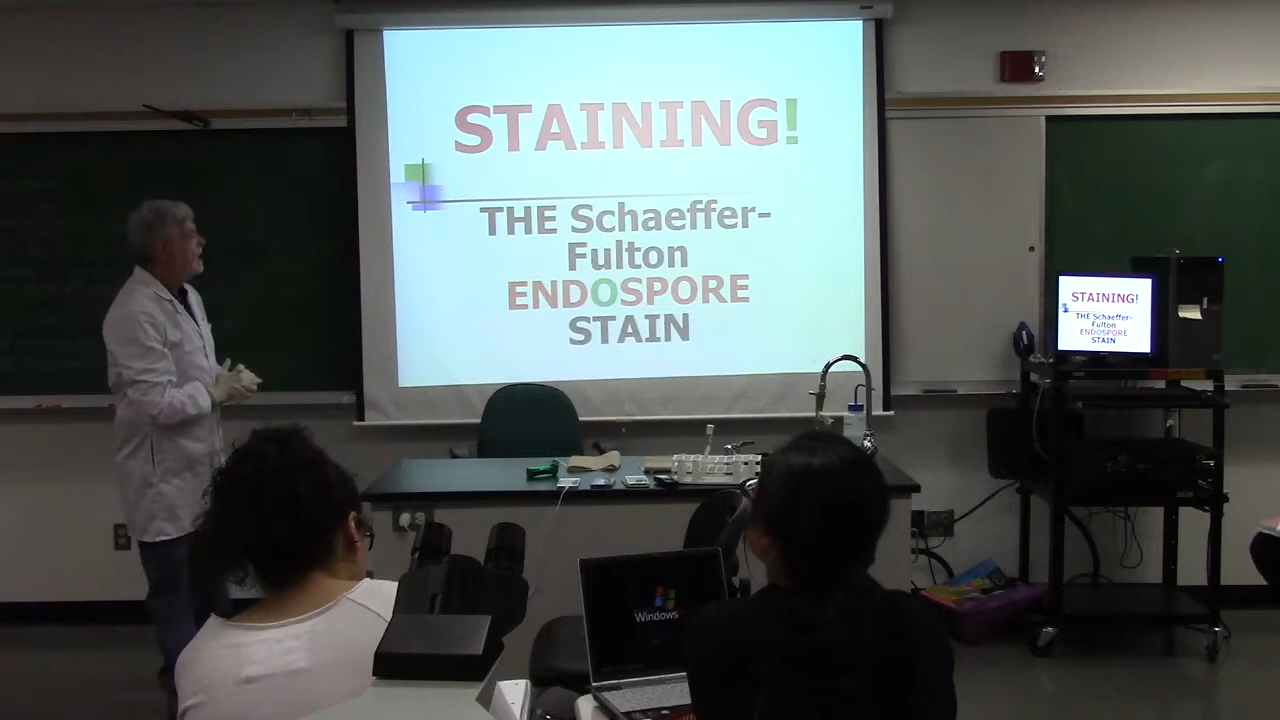 STAINING!
THE Schaeffer-
Fulton
ENDOSPORE
STAIN
STAINING!
THE Schaeffer-
Fulton
ENDOSPORE
STAIN
Windows